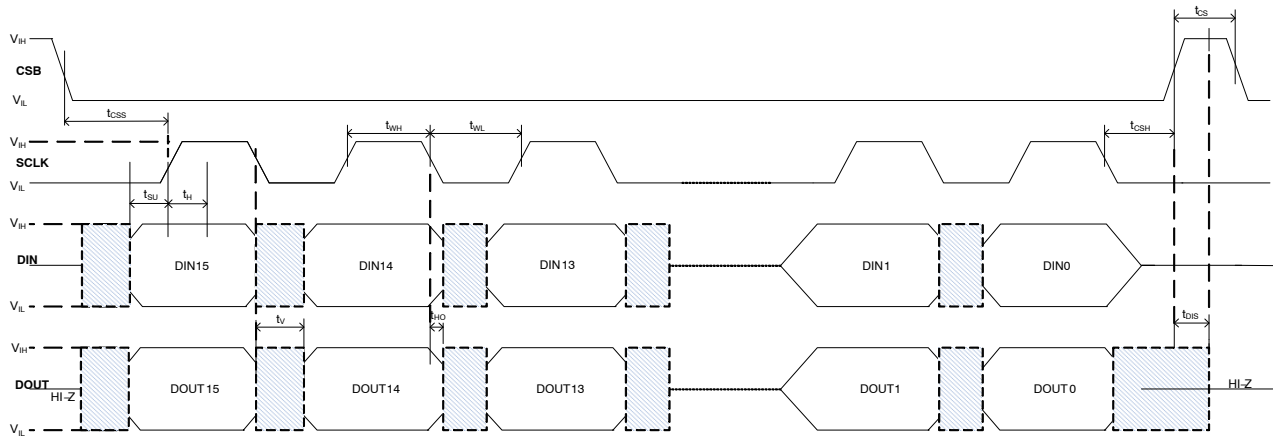 tCS
VIH
CSB
VIL
tCSS
tWH
tWL
tCSH
VIH
SCLK
VIL
tSU
tH
VIH
DIN
DIN15
DIN14
DIN13
DIN1
DIN0
VIL
tV
tHO
tDIS
VIH
DOUT
HI-Z
DOUT15
DOUT14
DOUT13
DOUT1
DOUT0
HI-Z
VIL